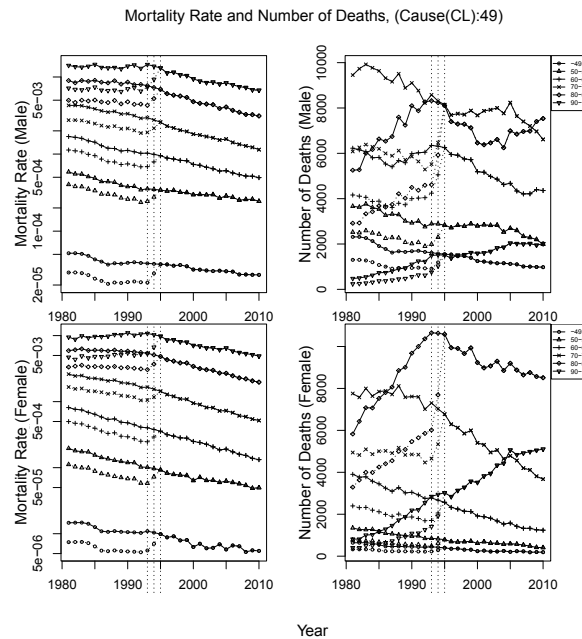 Mortality Rate and Number of Deaths, (Cause(CL):49)
Mortality Rate (Male)
5e-03
5e-04
1e-04
2e-05
1980 1990 2000 2010
Number of Deaths (Male)
10000
8000
6000
4000
2000
0
1980 1990 2000 2010
-49
50-
60-
70-
80-
90-
Mortality Rate (Female)
5e-03
5e-04
5e-05
5e-06
1980 1990 2000 2010
Number of Deaths (Female)
8000
6000
4000
2000
0
1980 1990 2000 2010
-49
50-
60-
70-
80-
90-
Year